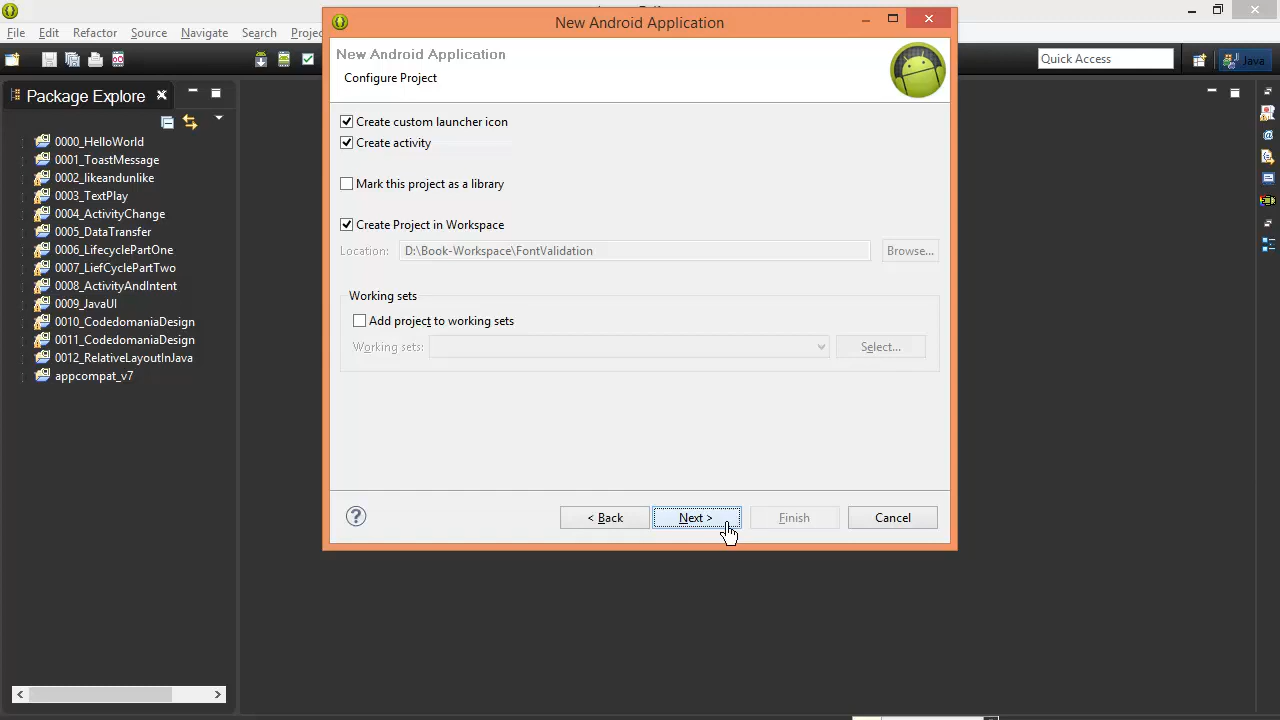 New Android Application
File Edit Refactor Source Navigate Search Projec
New Android Application
Configure Project
Quick Access
Java
Package Explore
Create custom launcher icon
Create activity
Mark this project as a library
Create Project in Workspace
Location: D:\Book-Workspace\FontValidation Browse...
Working sets
Add project to working sets
Working sets: Select...
0000_HelloWorld
0001_ToastMessage
0002_likeandunlike
0003_TextPlay
0004_ActivityChange
0005_DataTransfer
0006_LifecyclePartOne
0007_LiefCyclePartTwo
0008_ActivityAndIntent
0009_JavaUI
0010_CodedomaniaDesign
0011_CodedomaniaDesign
0012_RelativeLayoutInJava
appcompat_v7
< Back Next > Finish Cancel